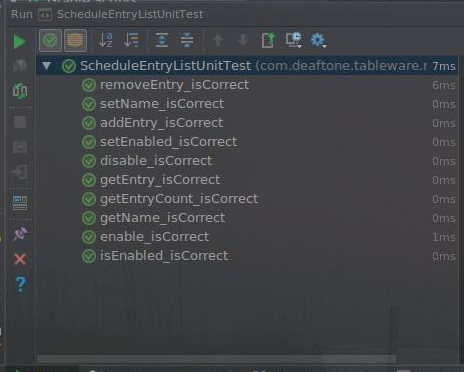 Run ScheduleEntryListUnitTest
ScheduleEntryListUnitTest (com.deaftone.tableware.r 7ms
removeEntry_isCorrect 6ms
setName_isCorrect 0ms
addEntry_isCorrect 0ms
setEnabled_isCorrect 0ms
disable_isCorrect 0ms
getEntry_isCorrect 0ms
getEntryCount_isCorrect 0ms
getName_isCorrect 0ms
enable_isCorrect 1ms
isEnabled_isCorrect 0ms